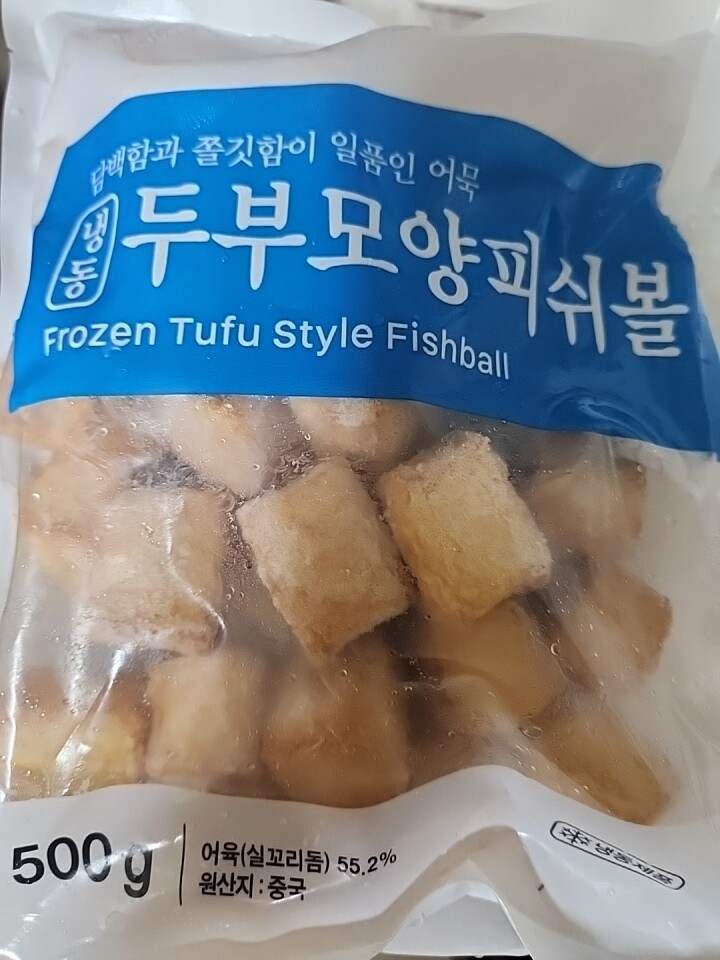 담백함과 쫄깃함이 일품인 어묵
냉동
두부모양피쉬볼
Frozen Tufu Style Fishball
500g
어육(실꼬리돔) 55.2%
원산지 : 중국